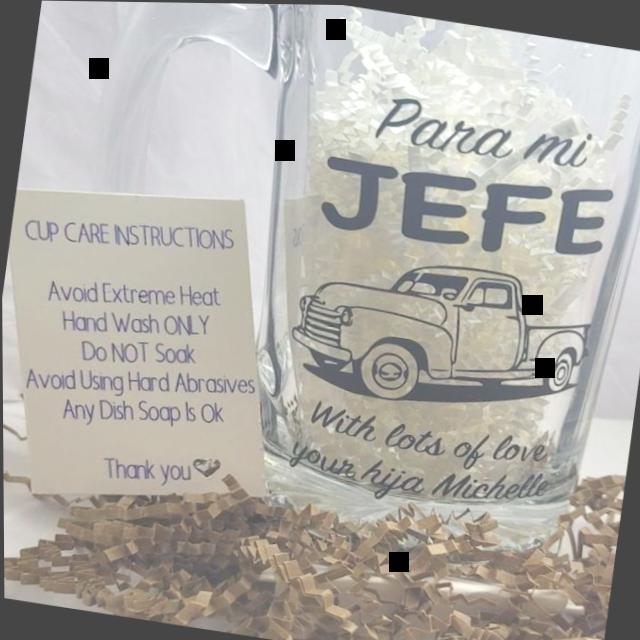 CUP CARE INSTRUCTIONS
Avoid Extreme Heat
Hand Wash ONLY
Do NOT Soak
Avoid Using Hard Abrasives
Any Dish Soap Is Ok
Thank you
Para mi
JEFE
With lots of love
your hija Michelle